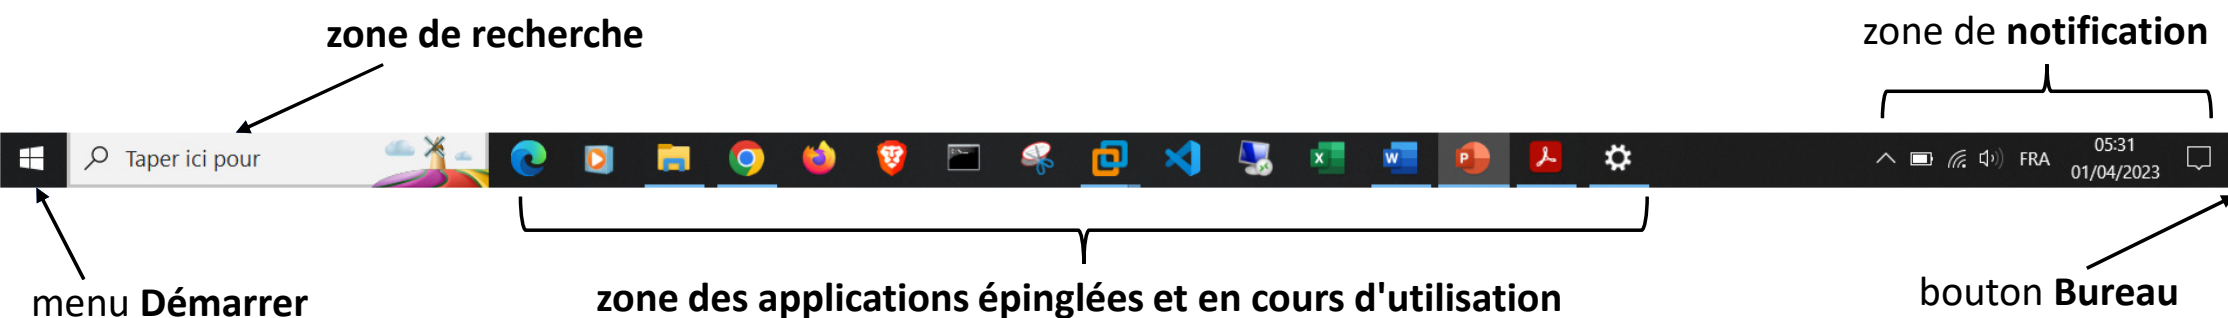 zone de recherche
zone de notification
Taper ici pour
FRA
05:31
01/04/2023
menu Démarrer
zone des applications épinglées et en cours d'utilisation
bouton Bureau